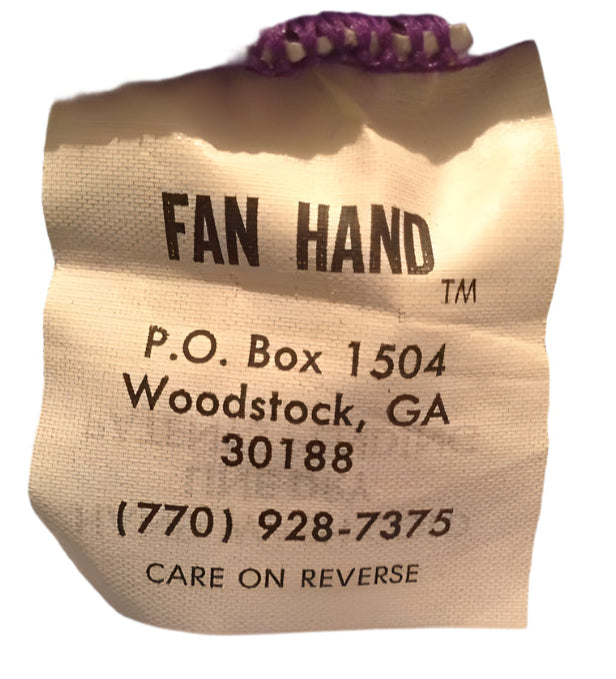 FAN HAND
TM
P.O. Box 1504
Woodstock, GA
30188
(770) 928-7375
CARE ON REVERSE